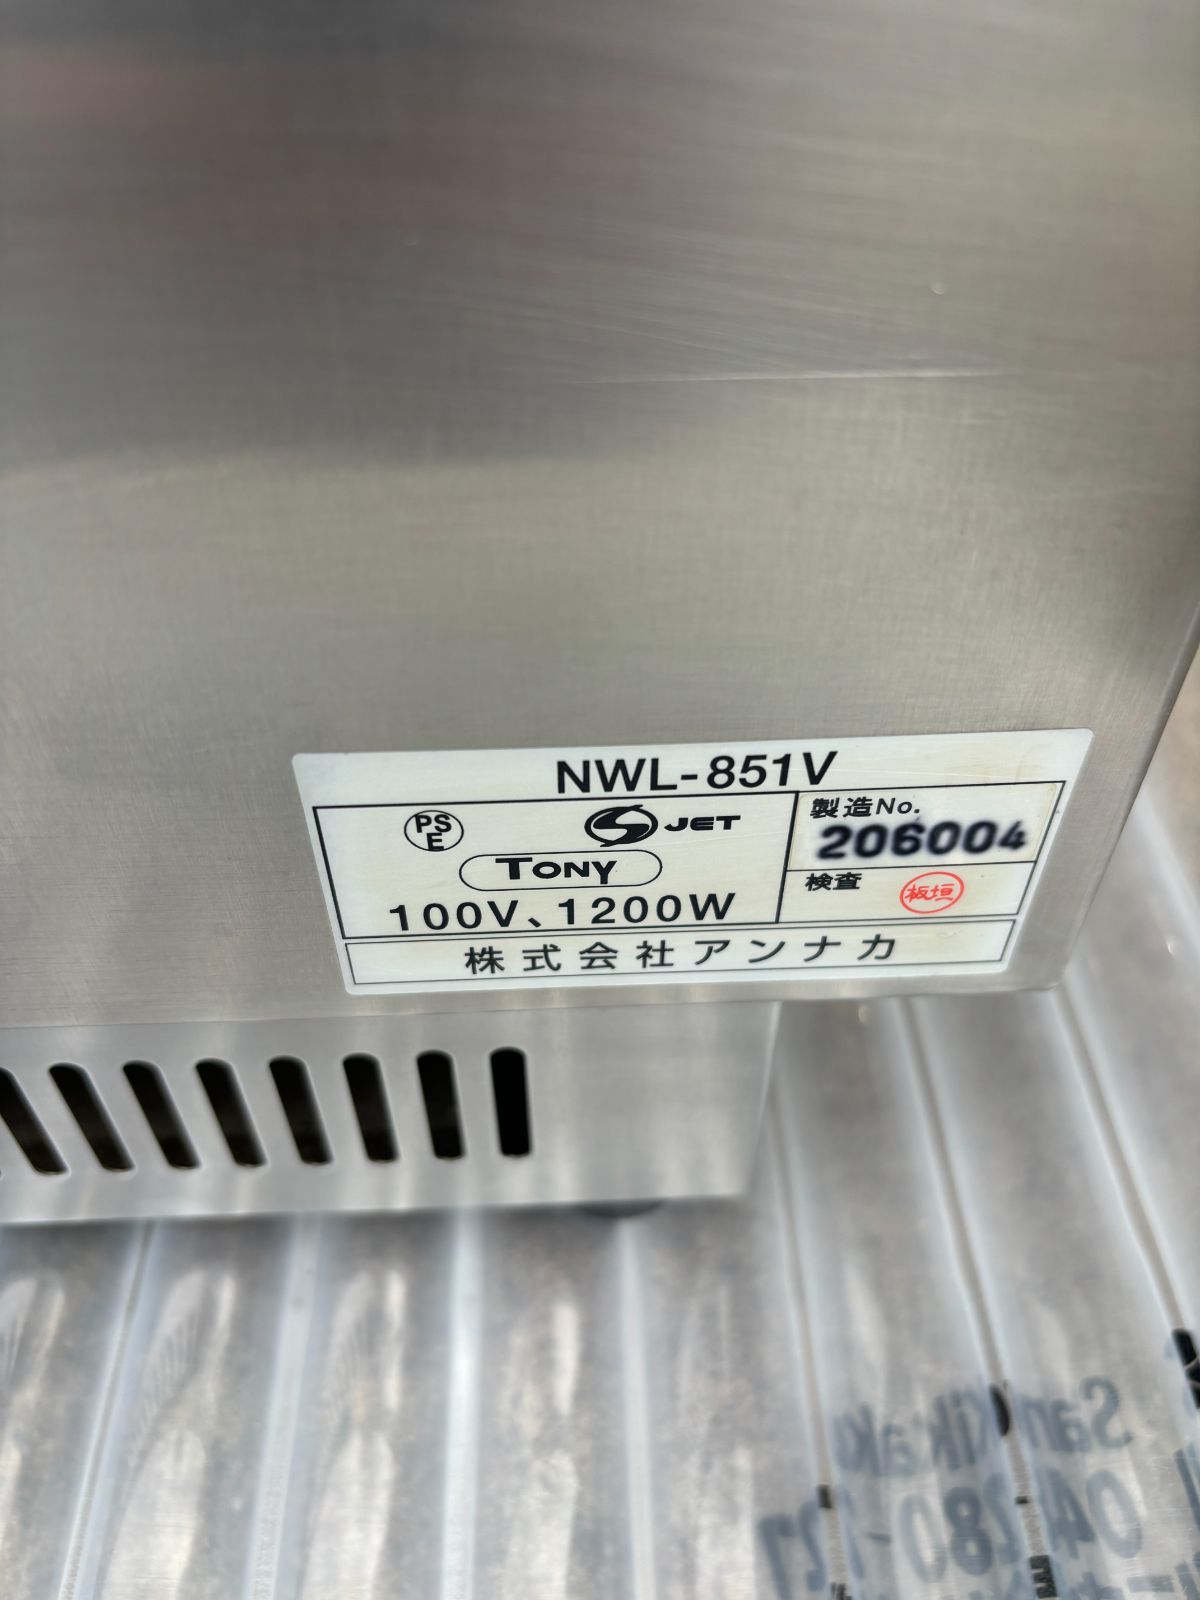 NWL-851V
PS
E
JET
製造No.
206004
TONY
検査
板垣
100V、1200W
株式会社アンナカ